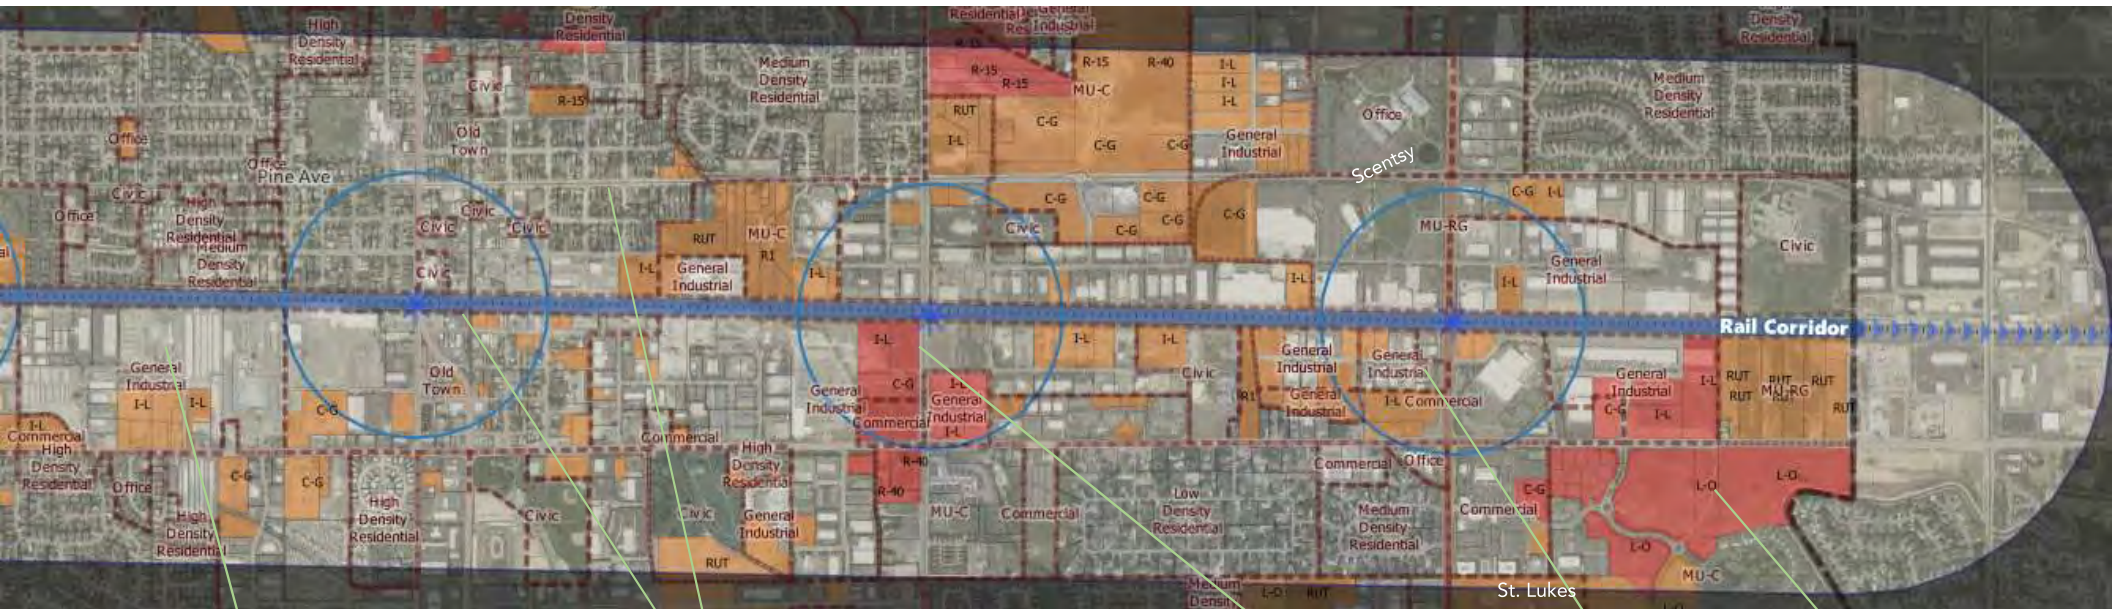 High
Density
Residential
Density
Residential
Residential
General
Industrial
Density
Residential
Civic
Medium
Density
Residential
R-15
R-15
R-15
R-15
R-40
MU-C
I-L
I-L
I-L
Office
Medium
Density
Residential
R-15
Office
Old
Town
RUT
I-L
C-G
C-G
C-G
General
Industrial
Scentsy
Office
Pine Ave
Civic
Office
High
Density
Residential
Medium
Density
Residential
Civic
Civic
Civic
Civic
RUT
MU-C
R1
I-L
General
Industrial
I-L
C-G
C-G
C-G
C-G
C-G
Civic
C-G
I-L
MU-RG
General
Industrial
I-L
I-L
Civic
Rail Corridor
General
Industrial
I-L
I-L
Old
Town
C-G
I-L
C-G
General
Industrial
Commercial
I-L
General
Industrial
I-L
I-L
I-L
Civic
R1
General
Industrial
General
Industrial
General
Industrial
I-L
Commercial
General
Industrial
I-L
C-G
I-L
RUT
RUT
RUT
RUT
MU-RG
RUT
I-L
Commercial
High
Density
Residential
Office
High
Density
Residential
C-G
C-G
High
Density
Residential
Civic
Commercial
High
Density
Residential
Civic
General
Industrial
RUT
R-40
R-40
MU-C
Commercial
Low
Density
Residential
Commercial
Office
Medium
Density
Residential
C-G
Commercial
L-O
L-O
L-O
MU-C
Medium
Density
L-O
RUT
St. Lukes